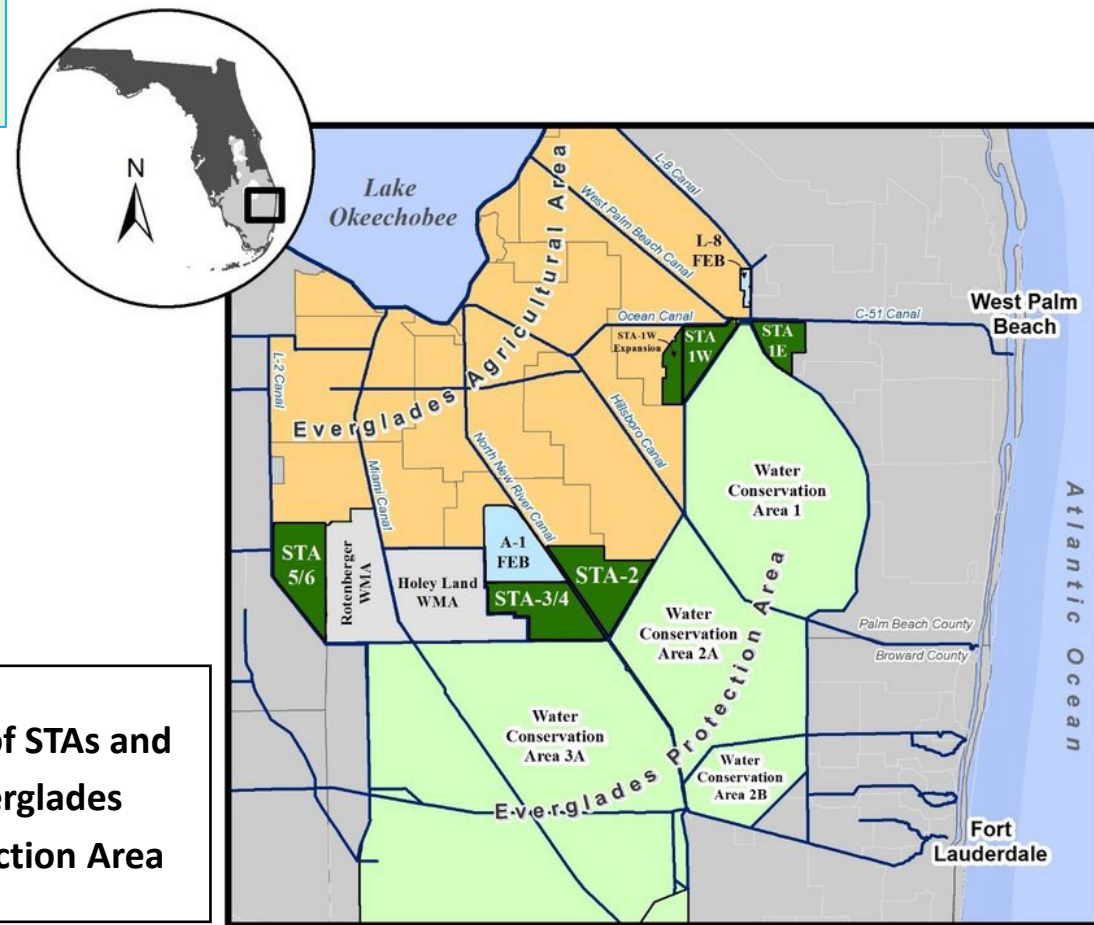 N
Lake
Okeechobee
Everglades Agricultural Area
L-8 Canal
West Palm Beach Canal
L-8
FEB
West Palm
Beach
Ocean Canal
C-51 Canal
STA-1W
Expansion
STA
1W
STA
1E
L-2 Canal
Hillsboro Canal
North New River Canal
Miami Canal
Water
Conservation
Area 1
Atlantic Ocean
STA
5/6
Rotenberger
WMA
Holey Land
WMA
A-1
FEB
STA-2
STA-3/4
Water
Conservation
Area 2A
Palm Beach County
Broward County
Everglades Protection Area
Water
Conservation
Area 3A
Water
Conservation
Area 2B
Fort
Lauderdale
of STAs and
erglades
ction Area